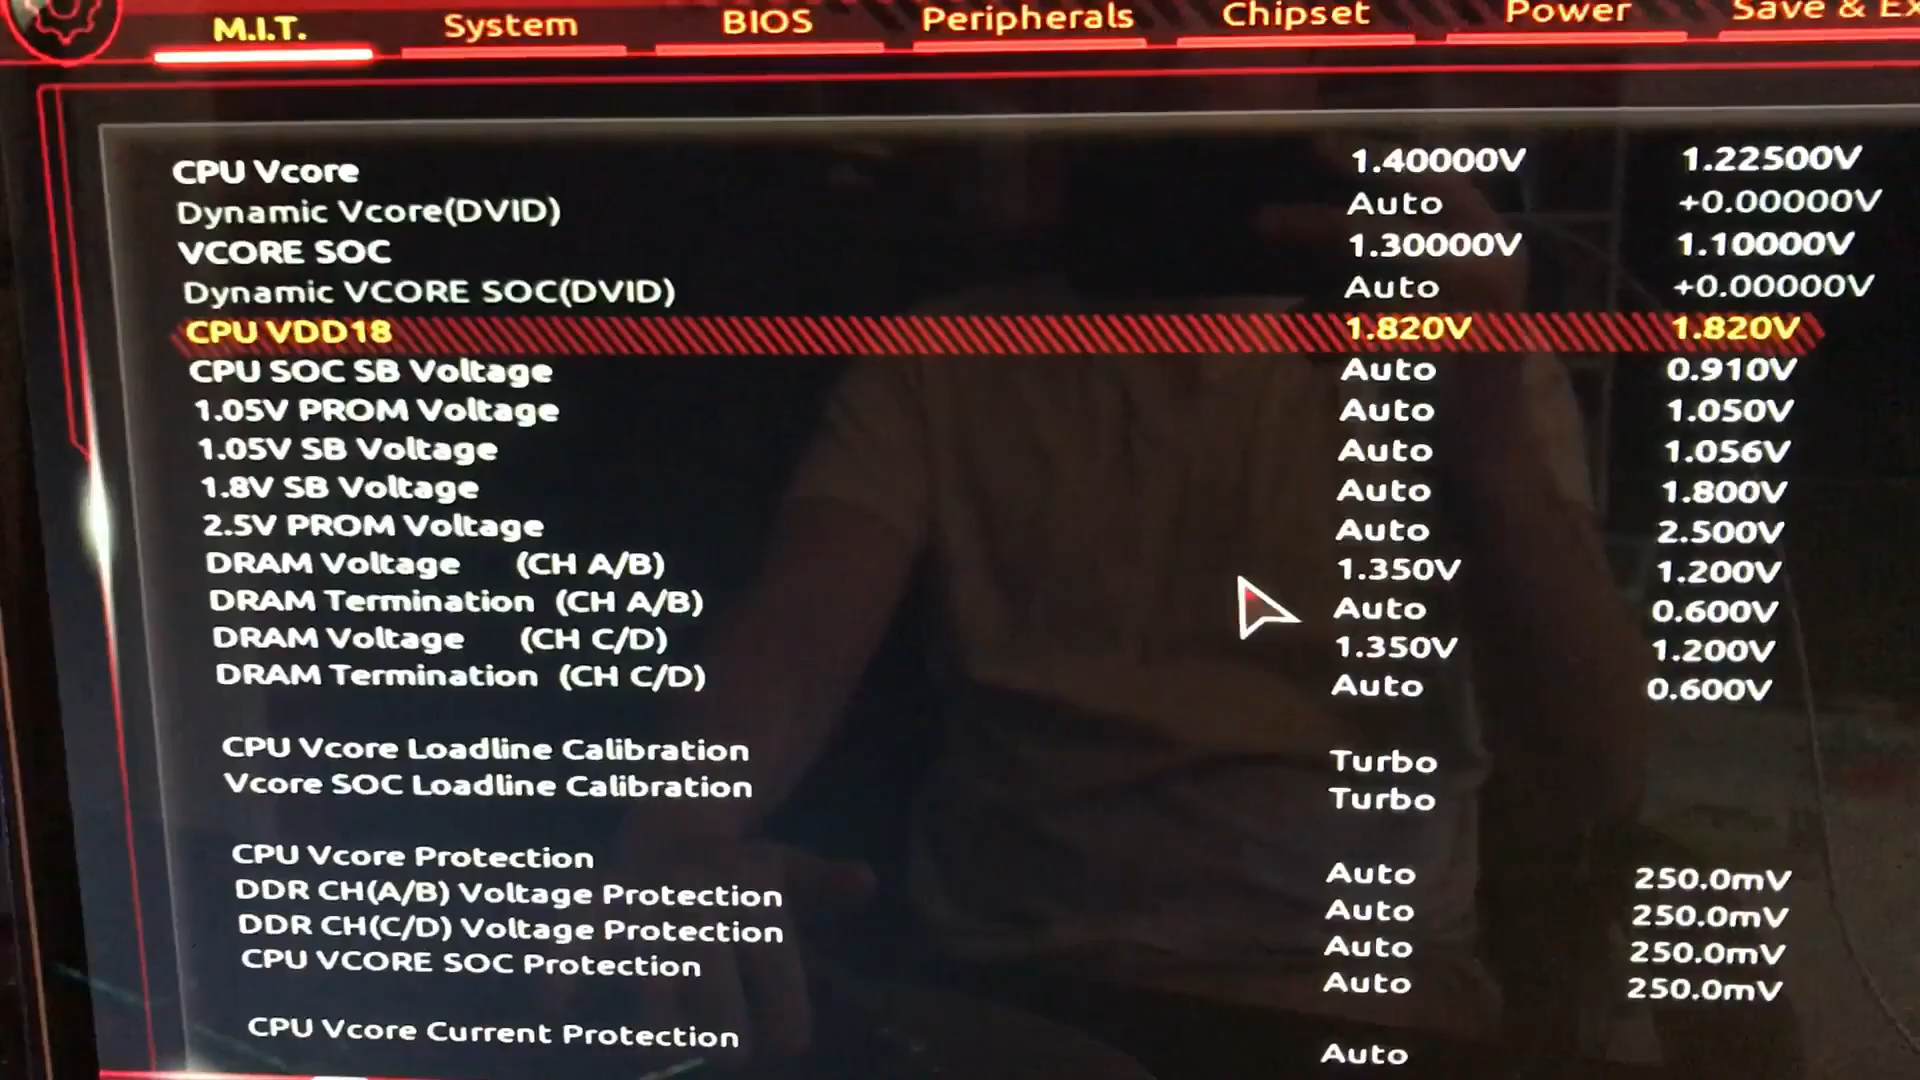 M.I.T. System BIOS Peripherals Chipset Power Save & Ex
CPU Vcore 1.40000V 1.22500V
Dynamic Vcore(DVID) Auto +0.00000V
VCORE SOC 1.30000V 1.10000V
Dynamic VCORE SOC(DVID) Auto +0.00000V
CPU VDD18 1.820V 1.820V
CPU SOC SB Voltage Auto 0.910V
1.05V PROM Voltage Auto 1.050V
1.05V SB Voltage Auto 1.056V
1.8V SB Voltage Auto 1.800V
2.5V PROM Voltage Auto 2.500V
DRAM Voltage (CH A/B) 1.350V 1.200V
DRAM Termination (CH A/B) Auto 0.600V
DRAM Voltage (CH C/D) 1.350V 1.200V
DRAM Termination (CH C/D) Auto 0.600V
CPU Vcore Loadline Calibration Turbo
Vcore SOC Loadline Calibration Turbo
CPU Vcore Protection Auto 250.0mV
DDR CH(A/B) Voltage Protection Auto 250.0mV
DDR CH(C/D) Voltage Protection Auto 250.0mV
CPU VCORE SOC Protection Auto 250.0mV
CPU Vcore Current Protection Auto